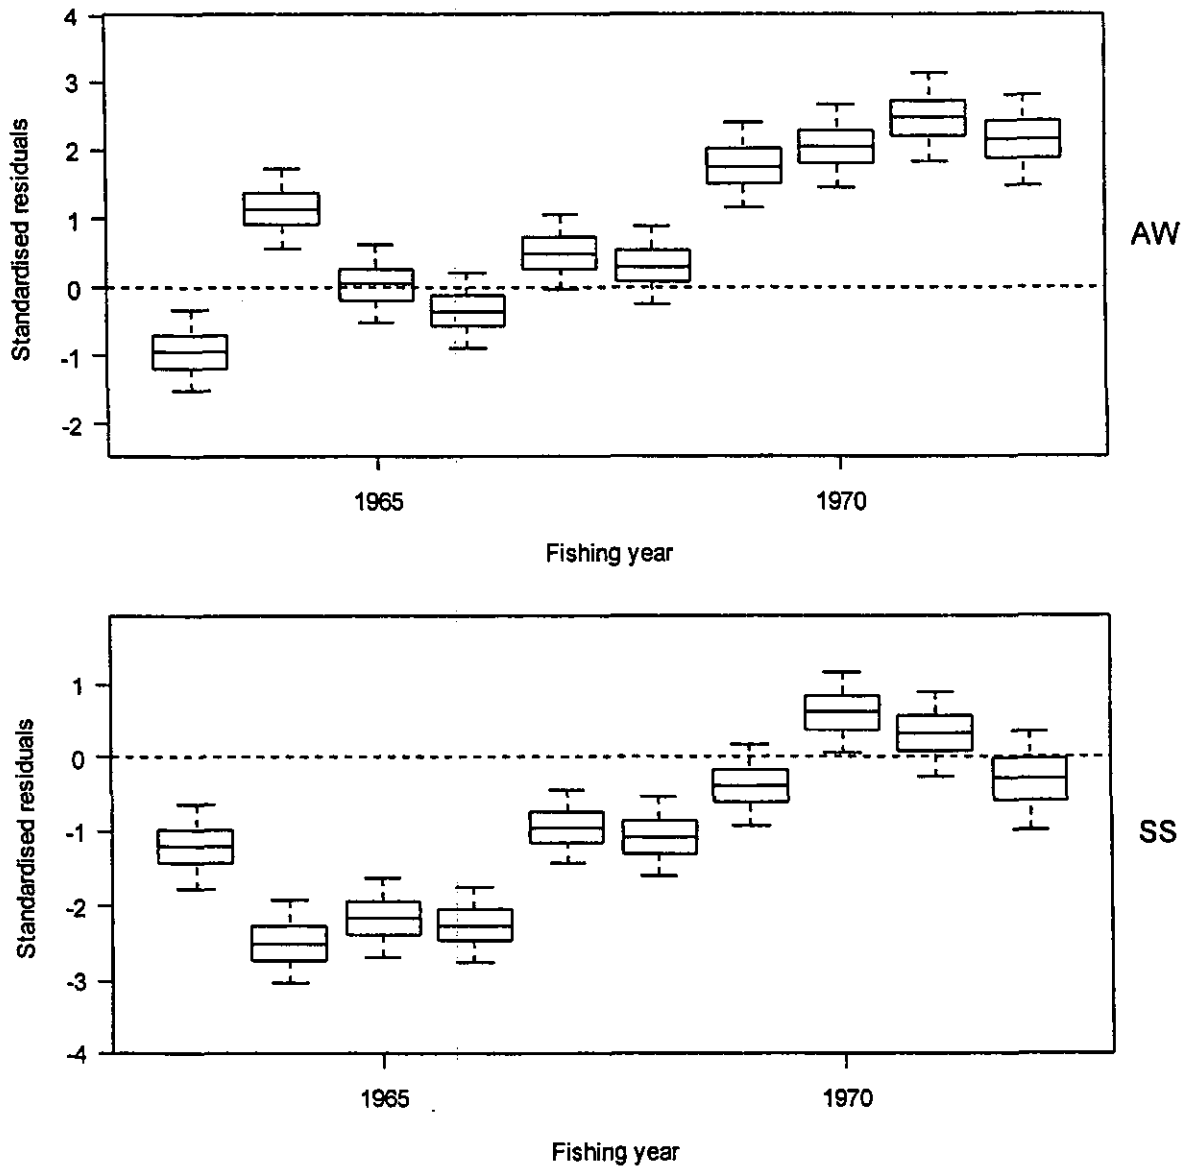 4
3
2
1
0
-1
-2
Standardised residuals
AW
1965
1970
Fishing year
1
0
-1
-2
-3
-4
Standardised residuals
SS
1965
1970
Fishing year